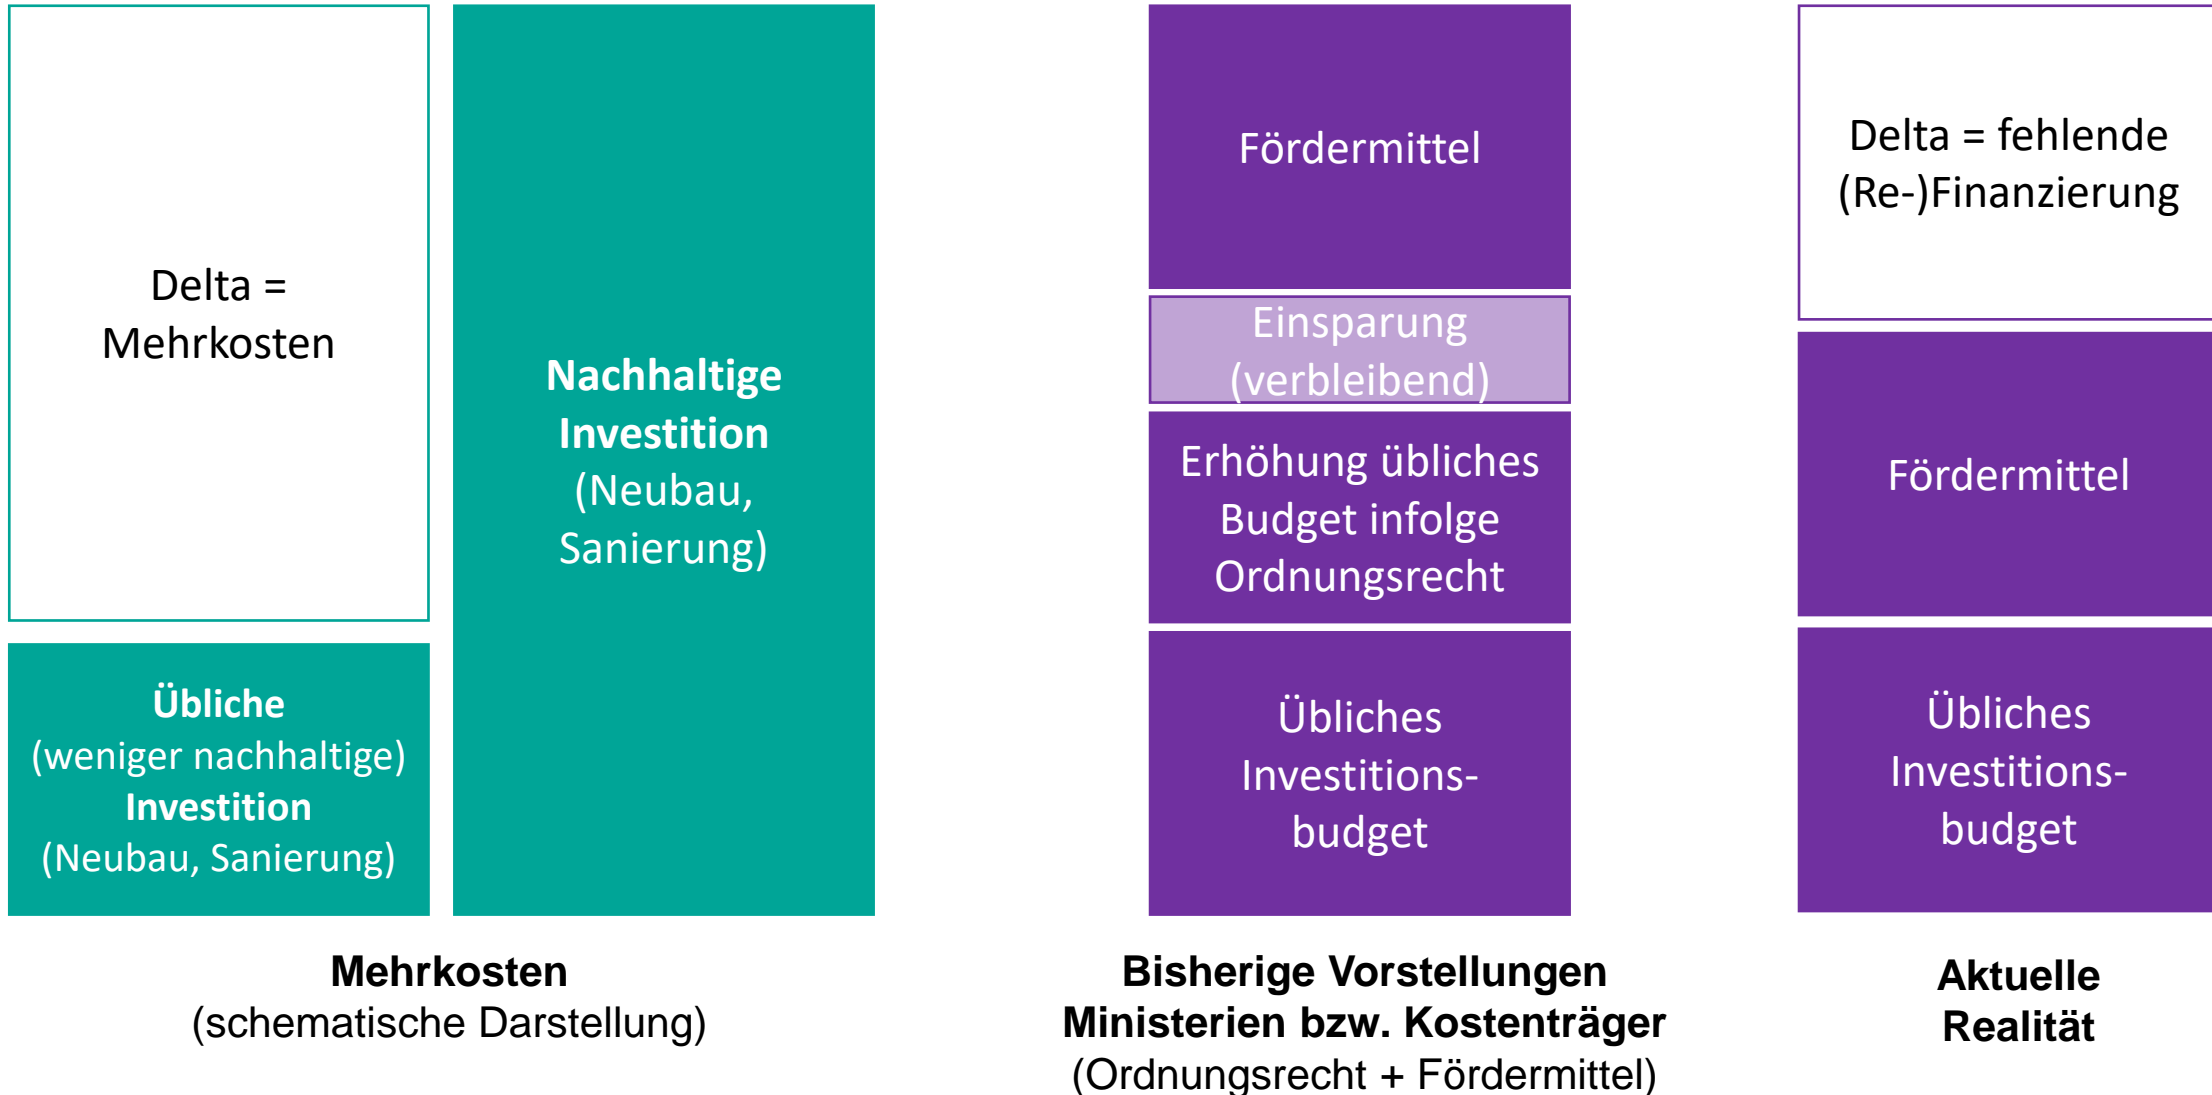 Delta =
Mehrkosten
Übliche
(weniger nachhaltige)
Investition
(Neubau, Sanierung)
Nachhaltige
Investition
(Neubau,
Sanierung)
Mehrkosten
(schematische Darstellung)
Fördermittel
Einsparung
(verbleibend)
Erhöhung übliches
Budget infolge
Ordnungsrecht
Übliches
Investitions-
budget
Bisherige Vorstellungen
Ministerien bzw. Kostenträger
(Ordnungsrecht + Fördermittel)
Delta = fehlende
(Re-)Finanzierung
Fördermittel
Übliches
Investitions-
budget
Aktuelle
Realität